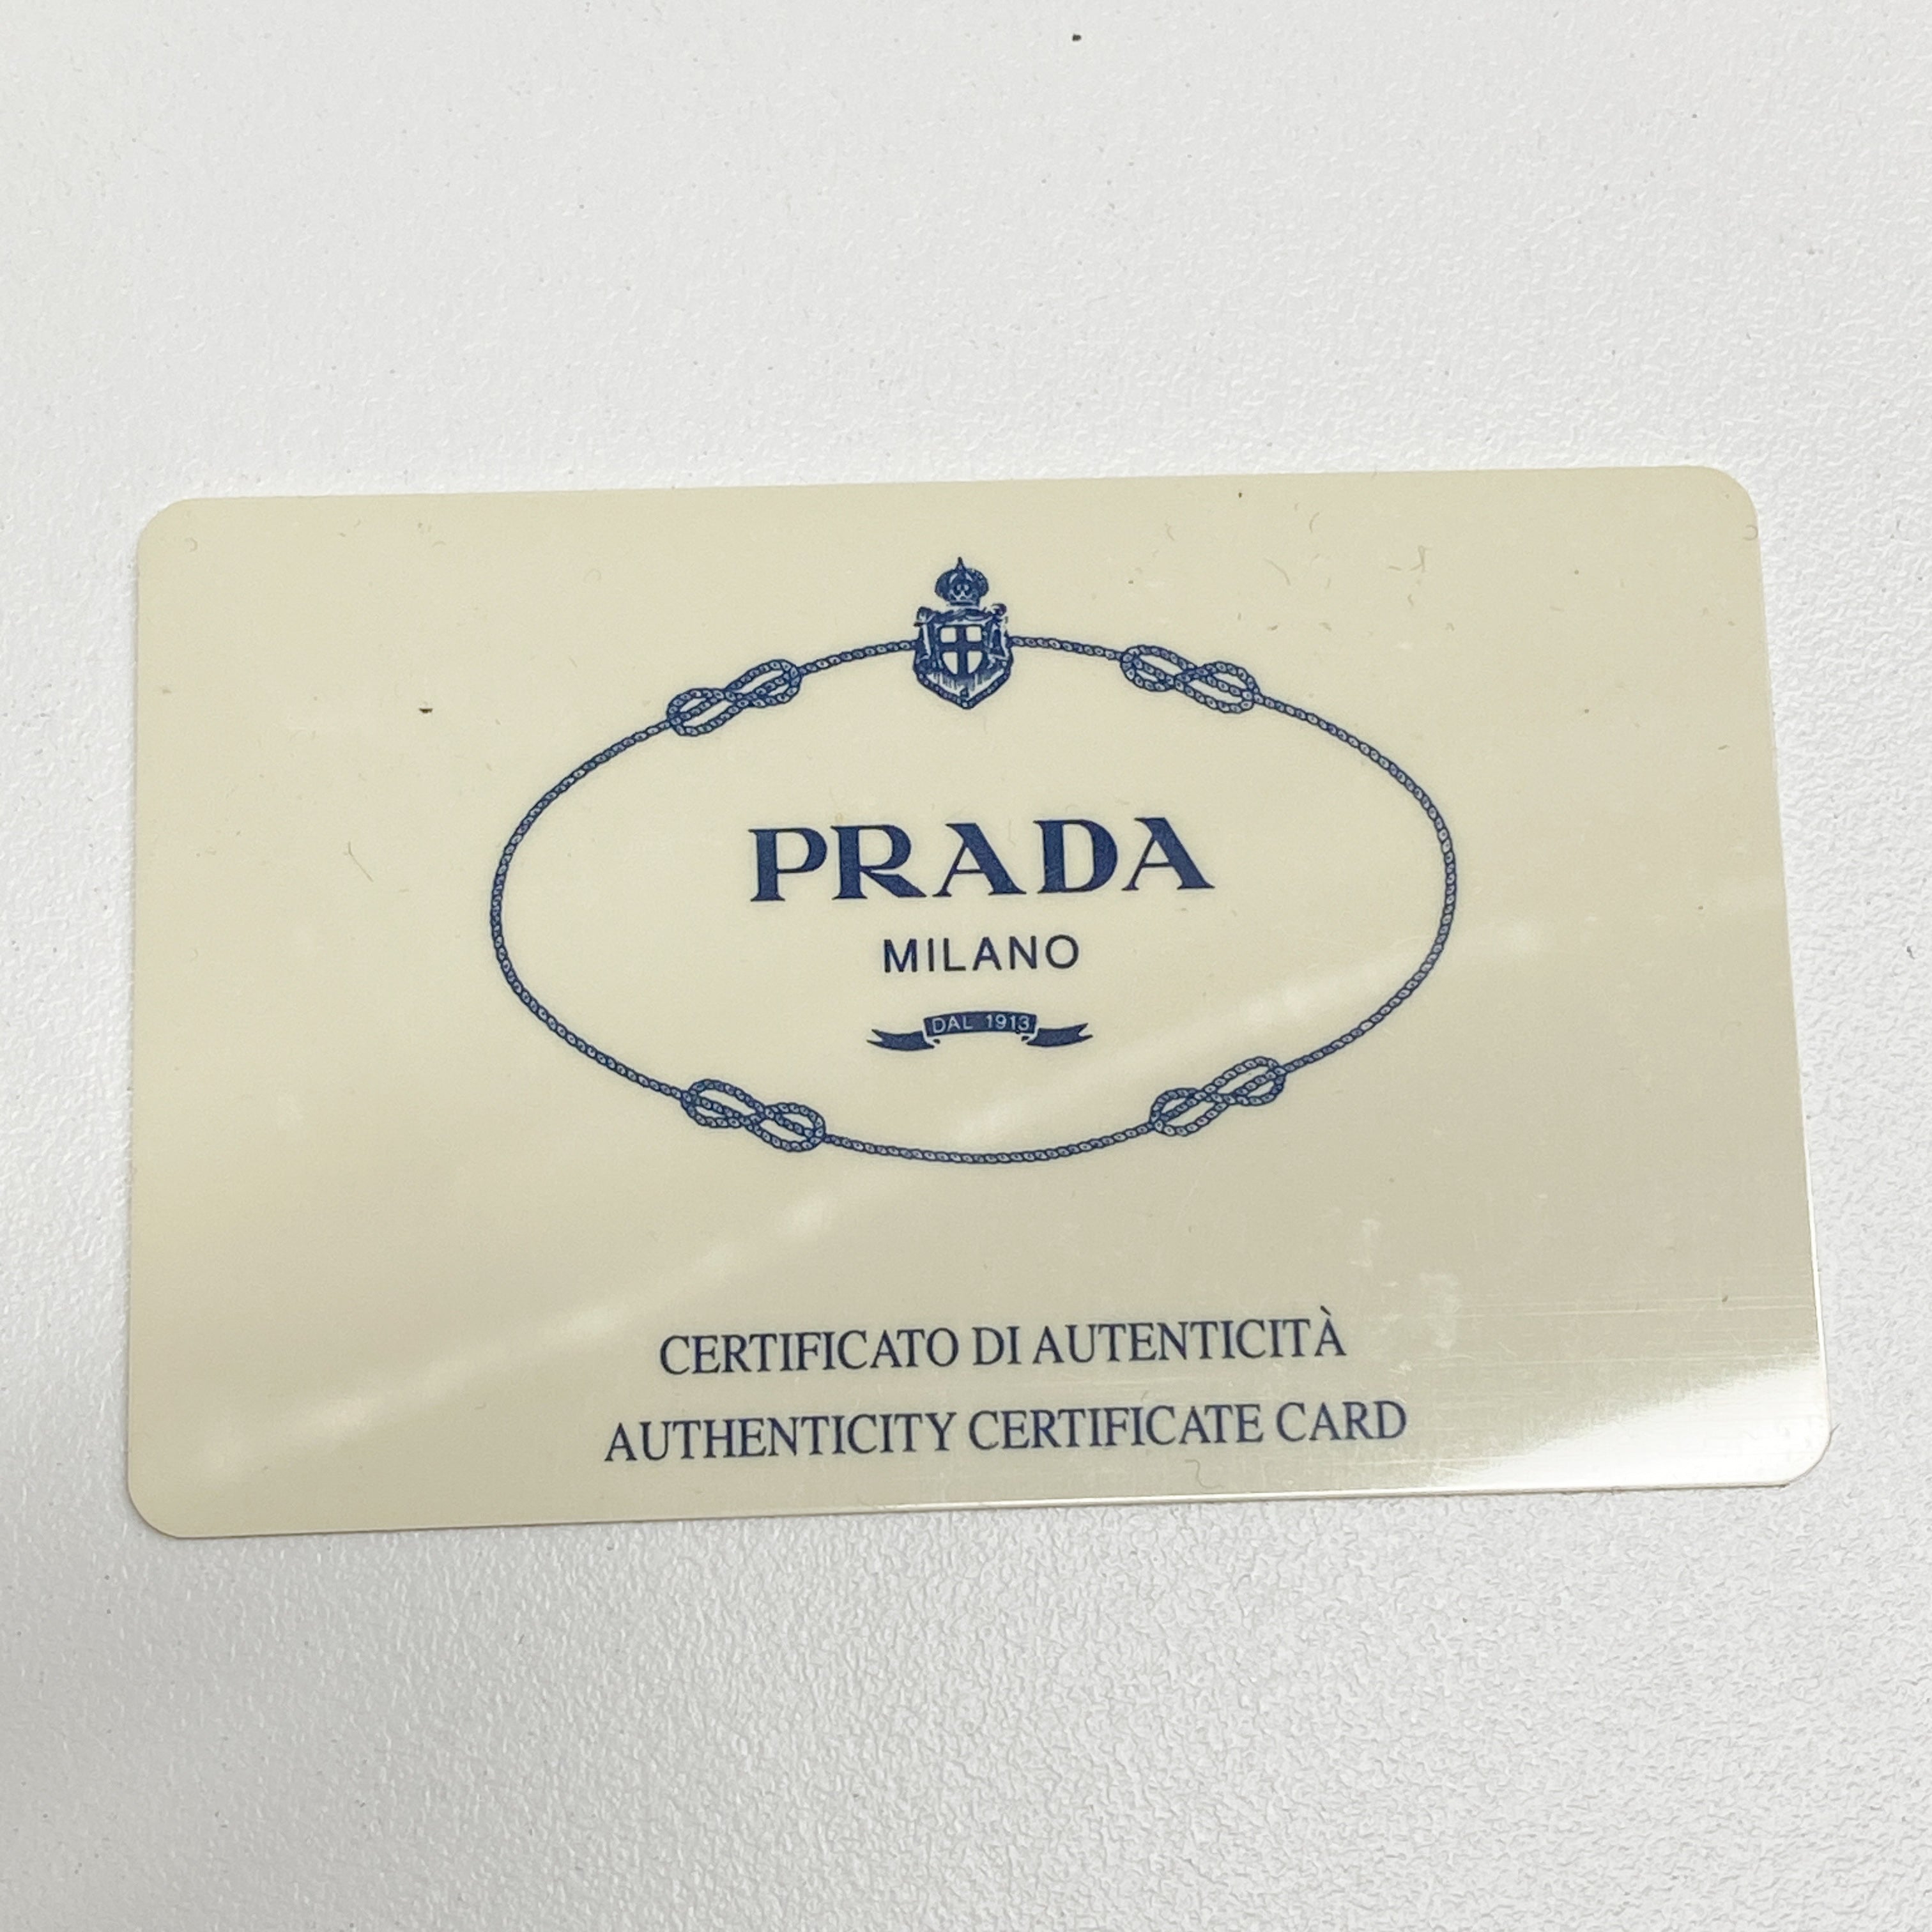 PRADA
MILANO
DAL 1913
CERTIFICATO DI AUTENTICITÀ
AUTHENTICITY CERTIFICATE CARD